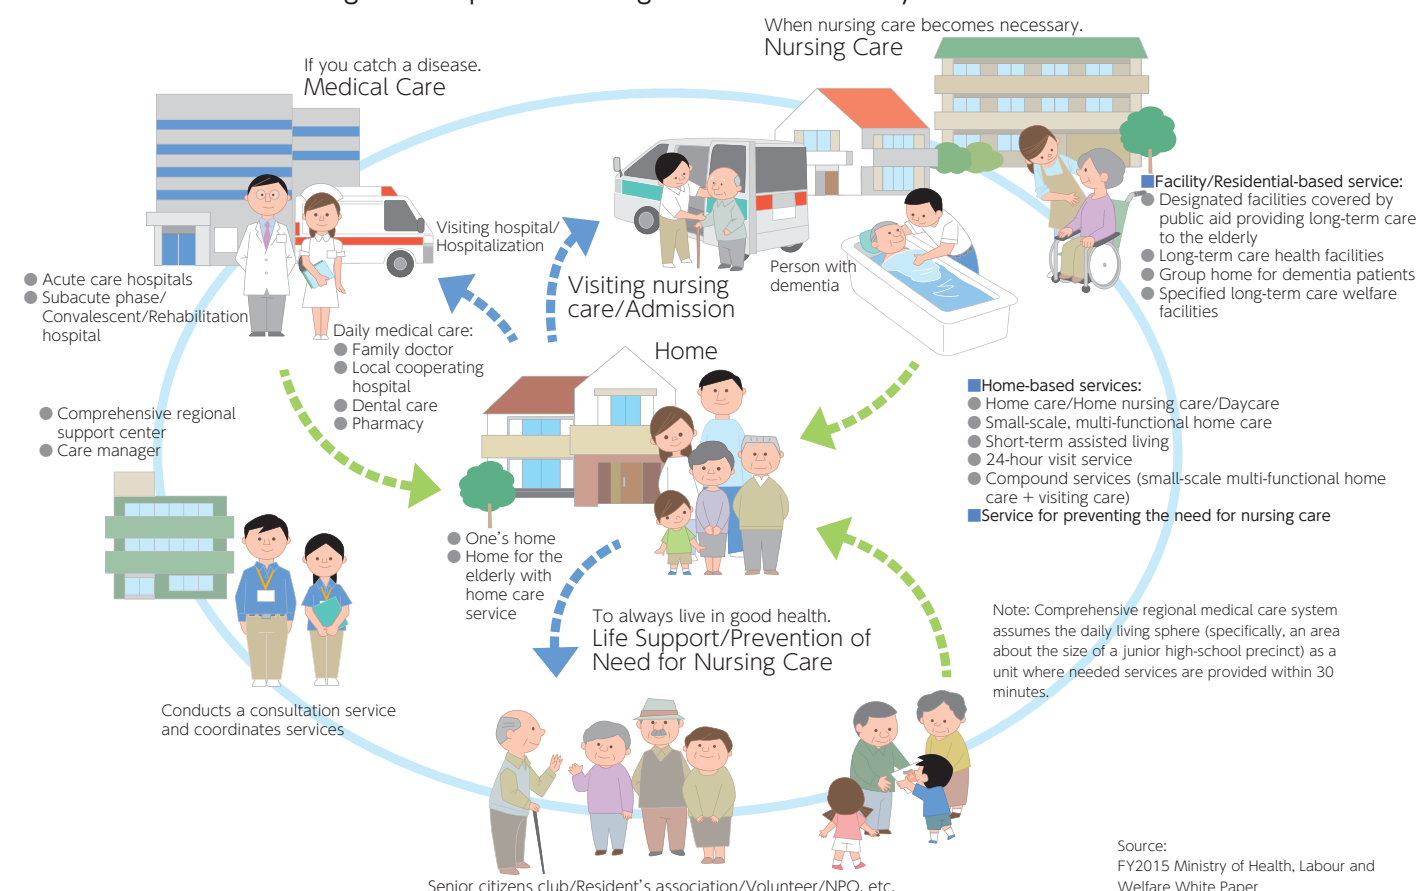 When nursing care becomes necessary.
Nursing Care
If you catch a disease.
Medical Care
■Facility/Residential-based service:
● Designated facilities covered by
public aid providing long-term care
to the elderly
● Long-term care health facilities
● Group home for dementia patients
● Specified long-term care welfare
facilities
Visiting hospital/
Hospitalization
Visiting nursing
care/Admission
Person with
dementia
● Acute care hospitals
● Subacute phase/
Convalescent/Rehabilitation
hospital
Daily medical care:
● Family doctor
● Local cooperating
hospital
● Dental care
● Pharmacy
Home
■Home-based services:
● Home care/Home nursing care/Daycare
● Small-scale, multi-functional home care
● Short-term assisted living
● 24-hour visit service
● Compound services (small-scale multi-functional home
care + visiting care)
■Service for preventing the need for nursing care
● Comprehensive regional
support center
● Care manager
● One's home
● Home for the
elderly with
home care
service
To always live in good health.
Life Support/Prevention of
Need for Nursing Care
Note: Comprehensive regional medical care system
assumes the daily living sphere (specifically, an area
about the size of a junior high-school precinct) as a
unit where needed services are provided within 30
minutes.
Conducts a consultation service
and coordinates services
Senior citizens club/Resident's association/Volunteer/NPO, etc.
Source:
FY2015 Ministry of Health, Labour and
Welfare White Paper